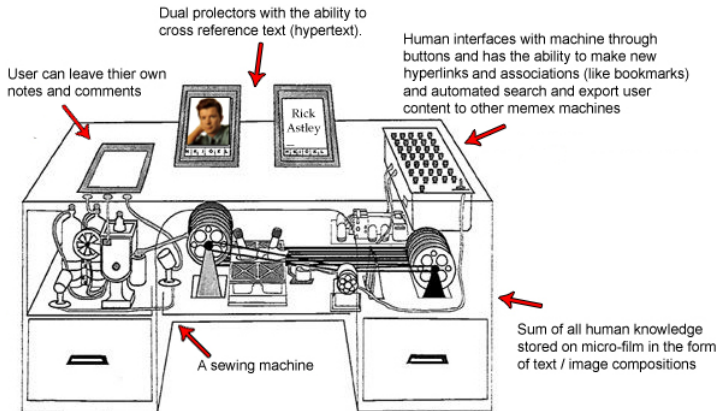 Dual prolectors with the ability to
cross reference text (hypertext).
Human interfaces with machine through
buttons and has the ability to make new
hyperlinks and associations (like bookmarks)
and automated search and export user
content to other memex machines
User can leave thier own
notes and comments
Rick
Astley
A sewing machine
Sum of all human knowledge
stored on micro-film in the form
of text / image compositions